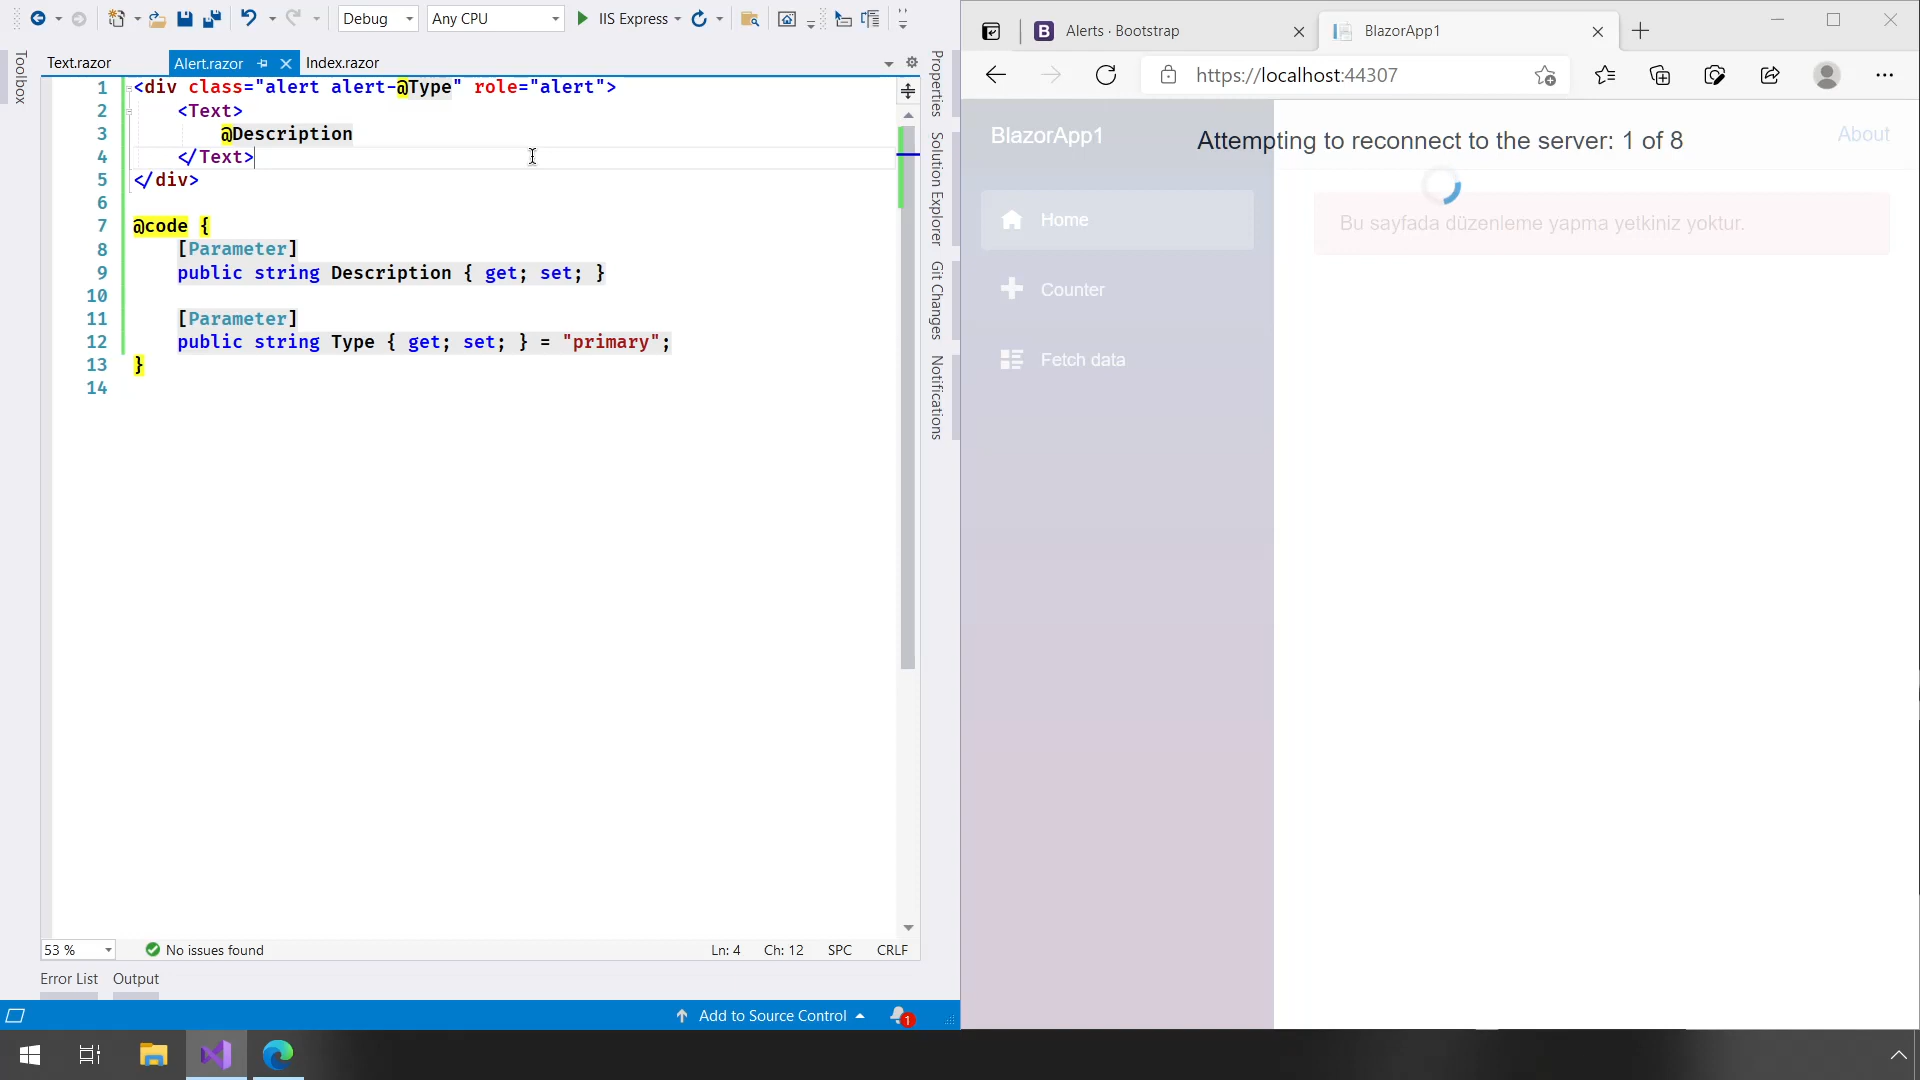 Debug
Any CPU
IIS Express
Text.razor
Alert.razor
Index.razor
Toolbox
1 <div class="alert alert-@Type" role="alert">
2 <Text>
3 @Description
4 </Text>
5 </div>
6
7 @code {
8 [Parameter]
9 public string Description { get; set; }
10
11 [Parameter]
12 public string Type { get; set; } = "primary";
13 }
14
Properties
Solution Explorer
Git Changes
Notifications
53 %
No issues found
Ln: 4
Ch: 12
SPC
CRLF
Error List
Output
Add to Source Control
1
B
Alerts · Bootstrap
BlazorApp1
https://localhost:44307
BlazorApp1
Attempting to reconnect to the server: 1 of 8
About
Home
Bu sayfada düzenleme yapma yetkiniz yoktur.
Counter
Fetch data